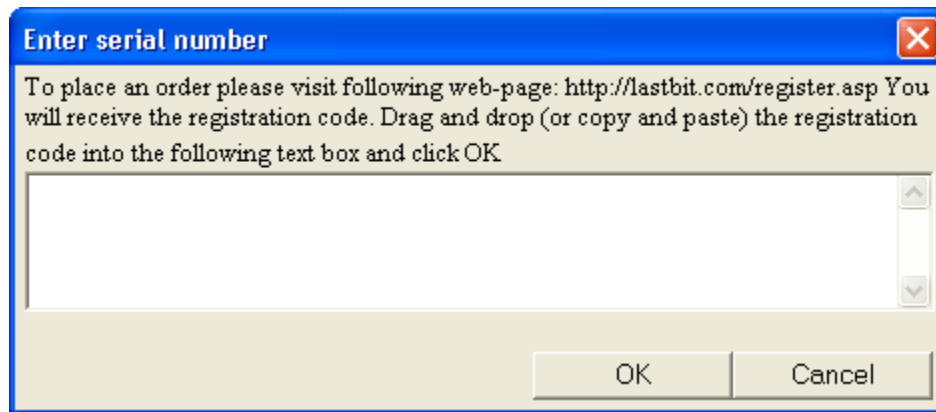 Enter serial number
To place an order please visit following web-page: http://lastbit.com/register.asp You
will receive the registration code. Drag and drop (or copy and paste) the registration
code into the following text box and click OK
OK Cancel